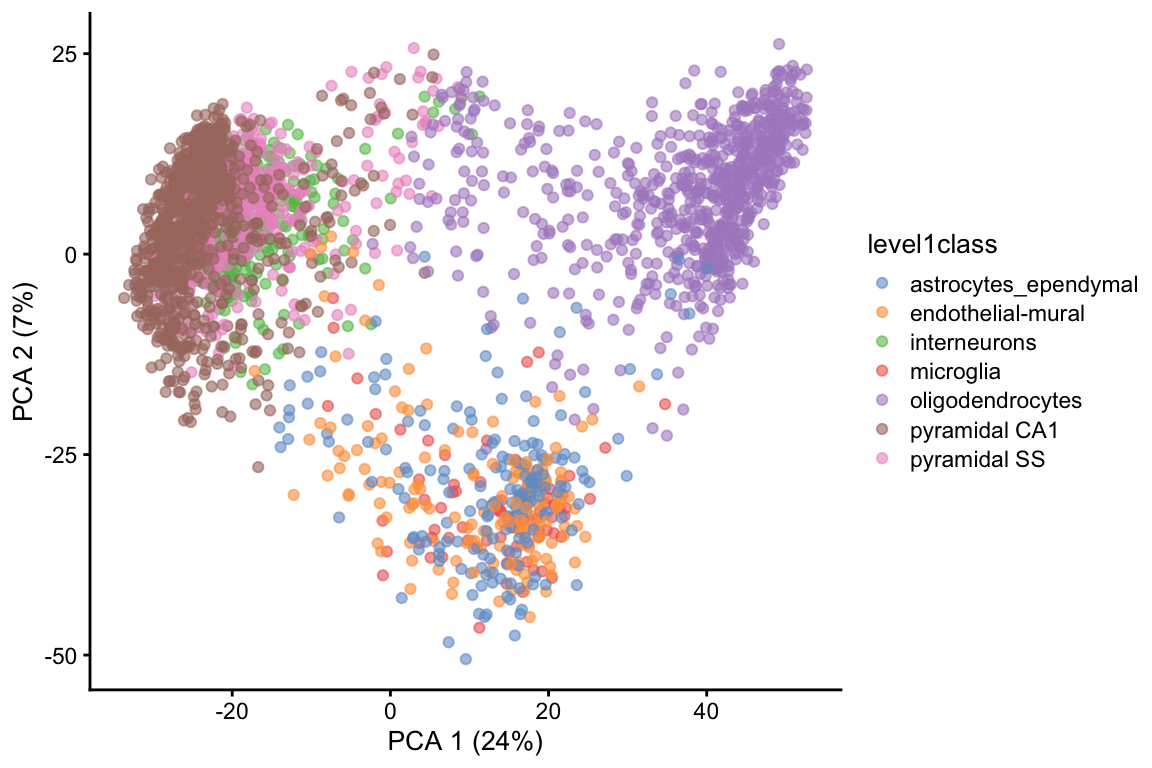 25
0
-25
-50
PCA 2 (7%)
-20
0
20
40
PCA 1 (24%)
level1class
astrocytes_ependymal
endothelial-mural
interneurons
microglia
oligodendrocytes
pyramidal CA1
pyramidal SS